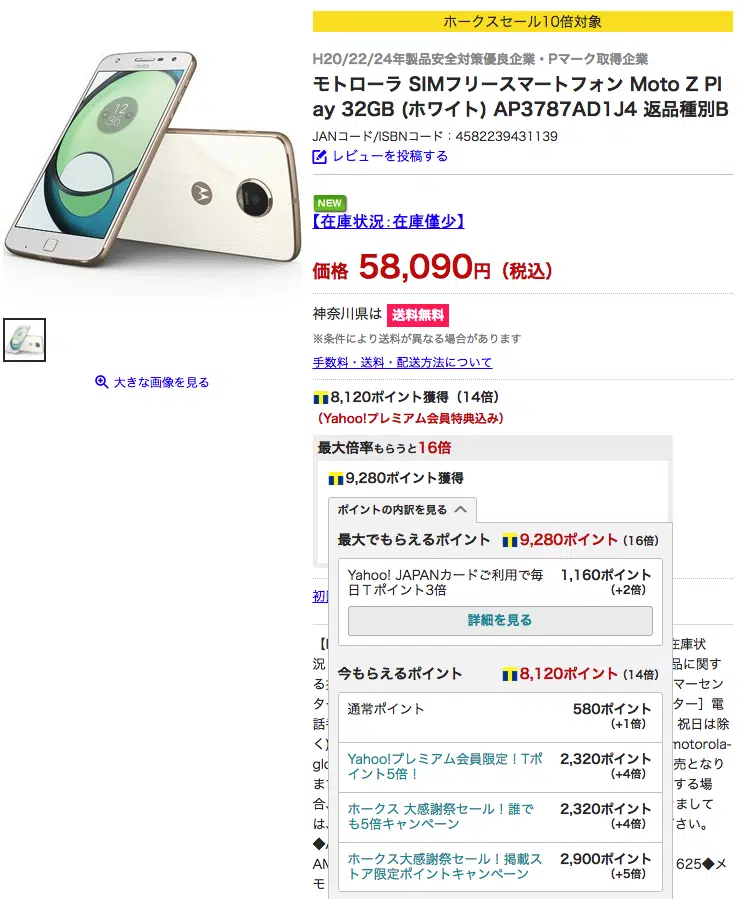 ホークスセール10倍対象
H20/22/24年製品安全対策優良企業・Pマーク取得企業
モトローラ SIMフリースマートフォン Moto Z Pl
ay 32GB (ホワイト) AP3787AD1J4 返品種別B
JANコード/ISBNコード：4582239431139
レビューを投稿する
NEW
【在庫状況：在庫僅少】
価格 58,090円（税込）
神奈川県は 送料無料
※条件により送料が異なる場合があります
手数料・送料・配送方法について
大きな画像を見る
8,120ポイント獲得（14倍）
（Yahoo!プレミアム会員特典込み）
最大倍率もらうと16倍
9,280ポイント獲得
ポイントの内訳を見る
最大でもらえるポイント 9,280ポイント（16倍）
Yahoo! JAPANカードご利用で毎 1,160ポイント
日Ｔポイント3倍 （+2倍）
詳細を見る
初
今もらえるポイント 8,120ポイント（14倍）
通常ポイント 580ポイント
（+1倍）
Yahoo!プレミアム会員限定！Tポ 2,320ポイント
イント5倍！ （+4倍）
ホークス 大感謝祭セール！誰で 2,320ポイント
も5倍キャンペーン （+4倍）
ホークス大感謝祭セール！掲載ス 2,900ポイント
トア限定ポイントキャンペーン （+5倍）
在庫状
況 品に関す
る マーセン
ター ター］電
話 祝日は除
く) motorola-
glo 売となり
ま する場
合、 まして
は、 さい。
◆
AM 625◆メ
モ